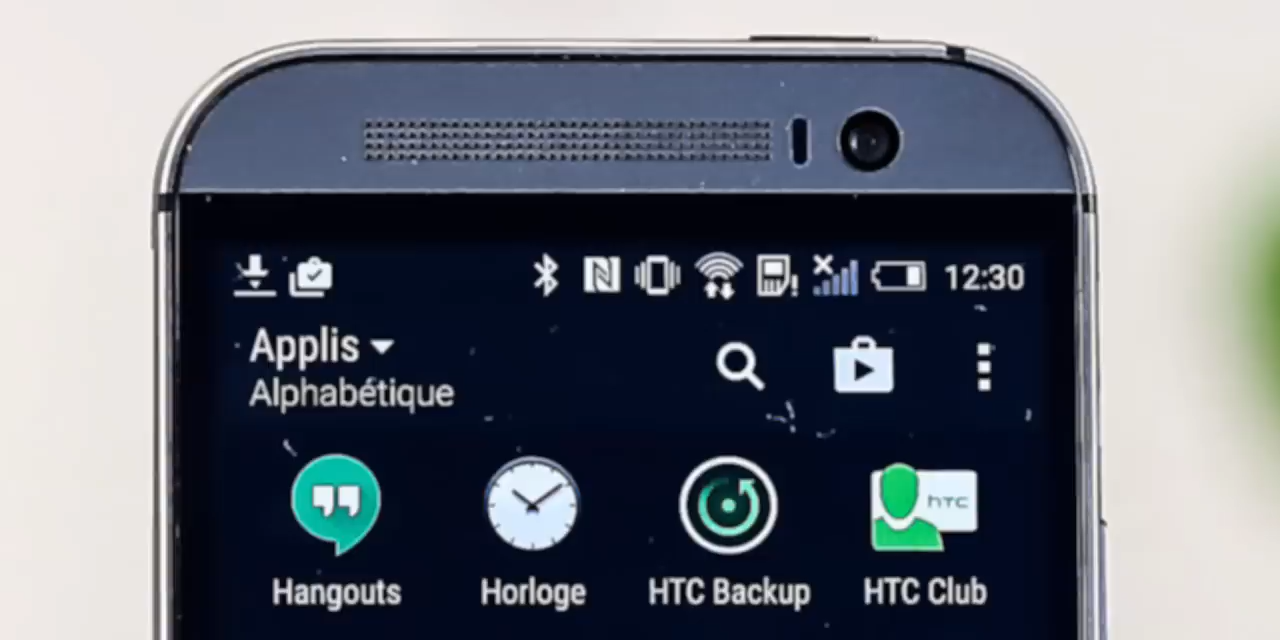 12:30
Applis
Alphabétique
hTC
Hangouts
Horloge
HTC Backup
HTC Club